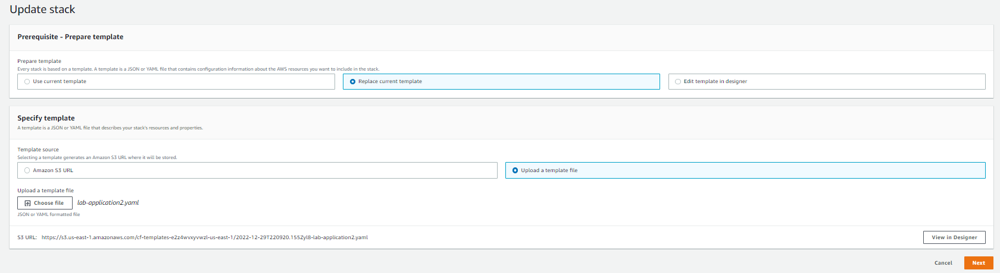 Update stack
Prerequisite - Prepare template
Prepare template
Every stack is based on a template. A template is a JSON or YAML file that contains configuration information about the AWS resources you want to include in the stack.
Use current template
Replace current template
Edit template in designer
Specify template
A template is a JSON or YAML file that describes your stack's resources and properties.
Template source
Selecting a template generates an Amazon S3 URL where it will be stored.
Amazon S3 URL
Upload a template file
Upload a template file
Choose file lab-application2.yaml
JSON or YAML formatted file
S3 URL: https://s3.us-east-1.amazonaws.com/cf-templates-e2z4wvxyvwzl-us-east-1/2022-12-29T220920.155Zyl8-lab-application2.yaml
View in Designer
Cancel
Next